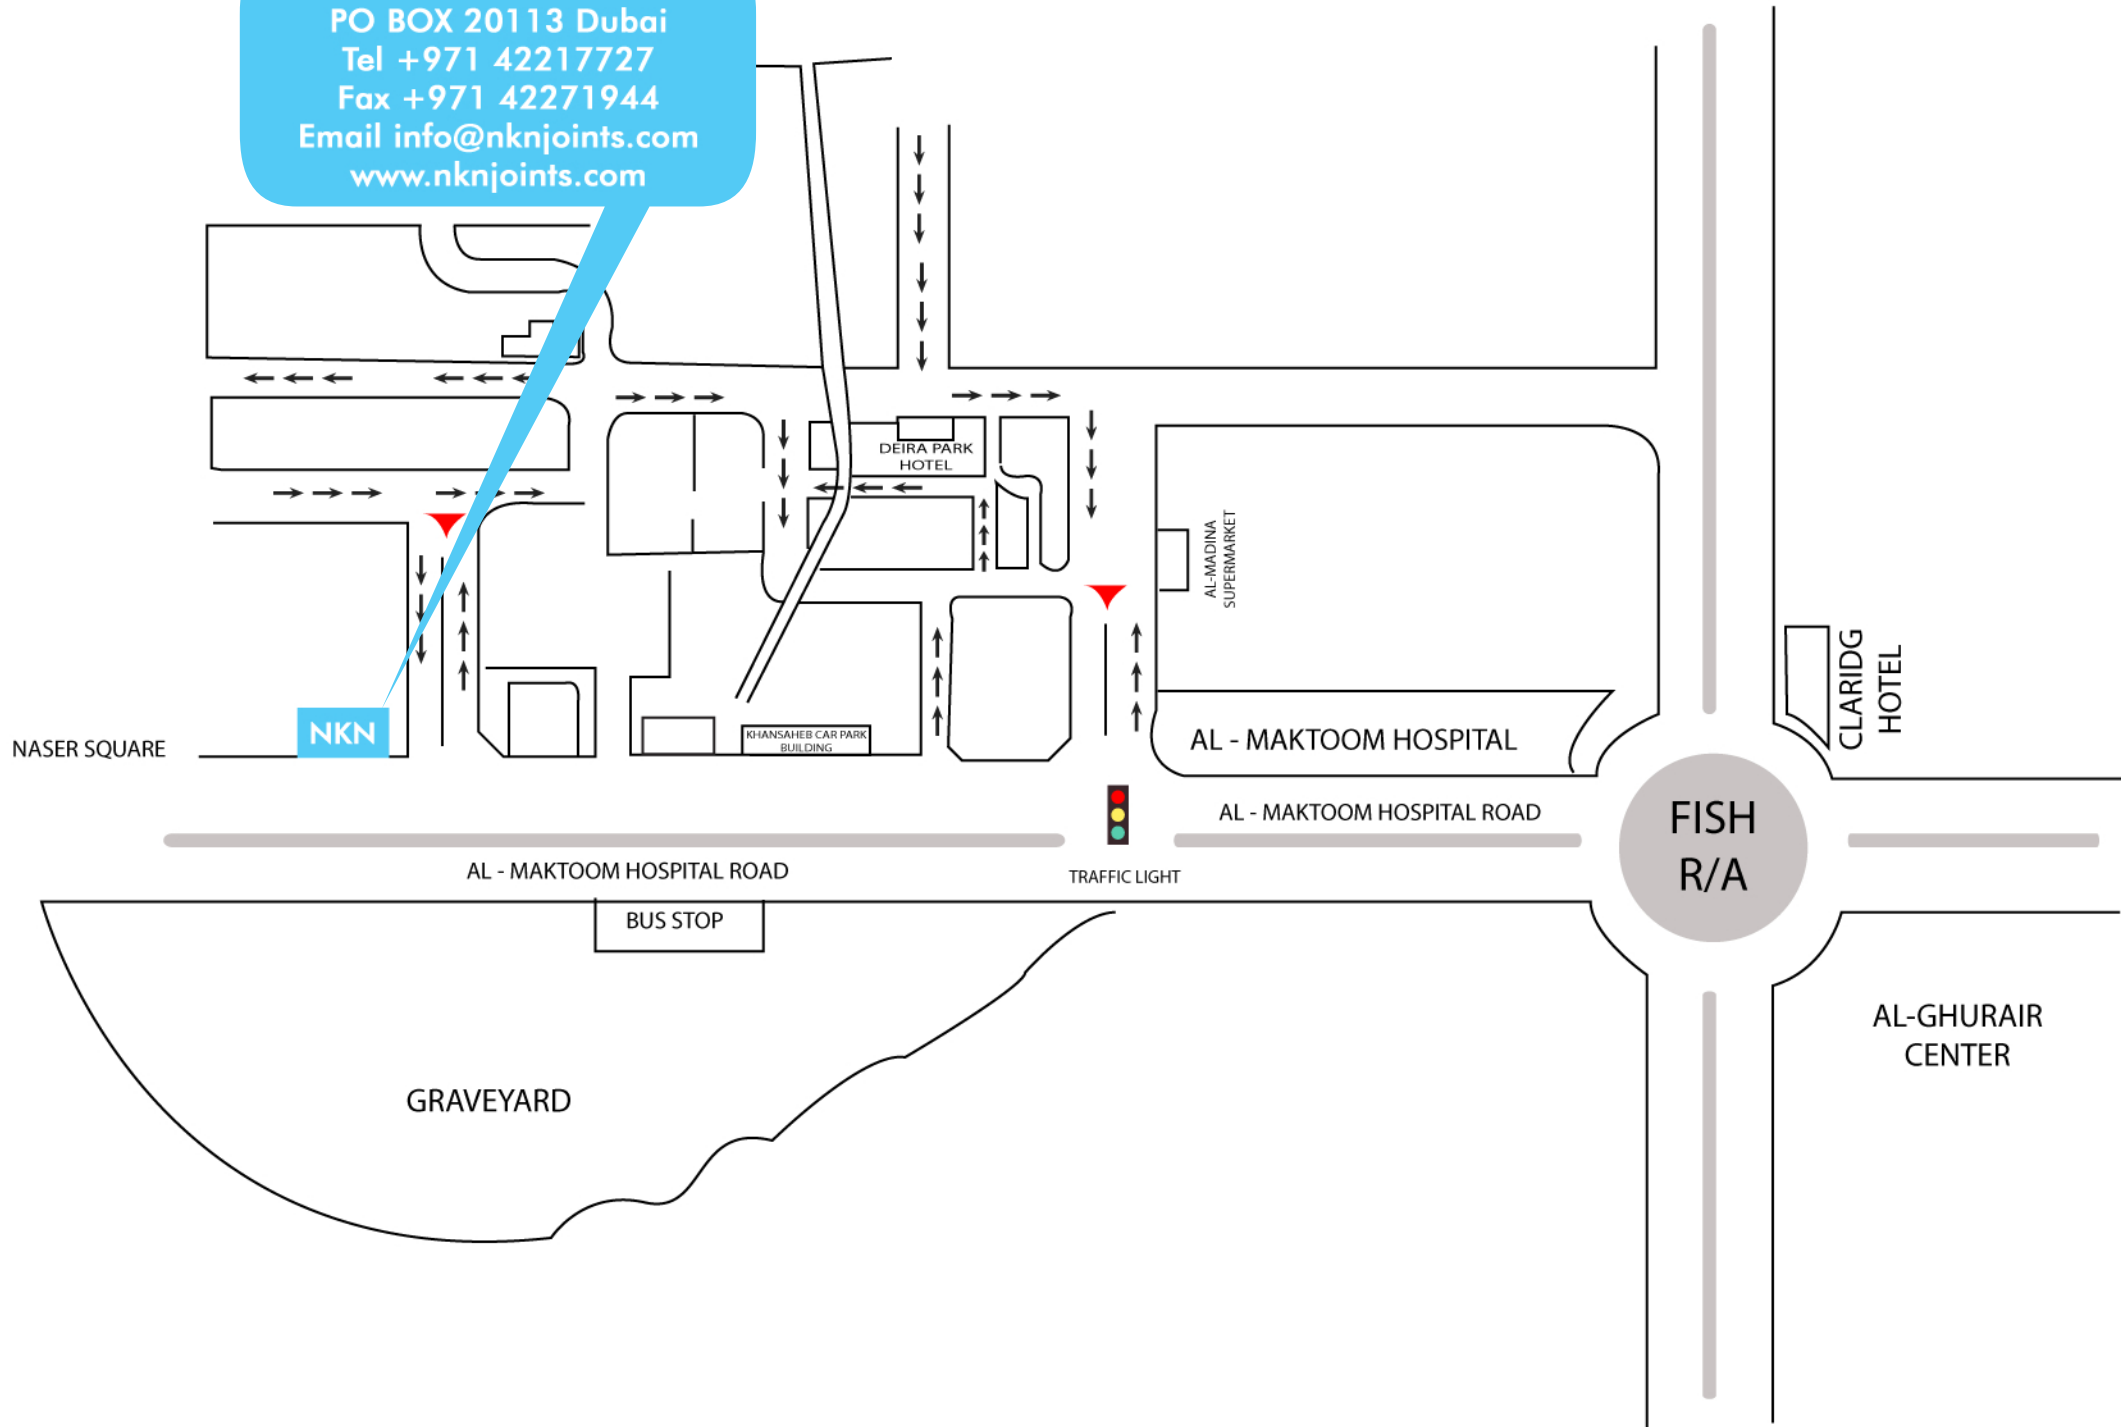 PO BOX 20113 Dubai
Tel +971 42217727
Fax +971 42271944
Email info@nknjoints.com
www.nknjoints.com
DEIRA PARK
HOTEL
AL-MADINA
SUPERMARKET
CLARIDG
HOTEL
NKN
NASER SQUARE
KHANSAHEB CAR PARK
BUILDING
AL - MAKTOOM HOSPITAL
AL - MAKTOOM HOSPITAL ROAD
FISH
R/A
AL - MAKTOOM HOSPITAL ROAD
TRAFFIC LIGHT
BUS STOP
AL-GHURAIR
CENTER
GRAVEYARD